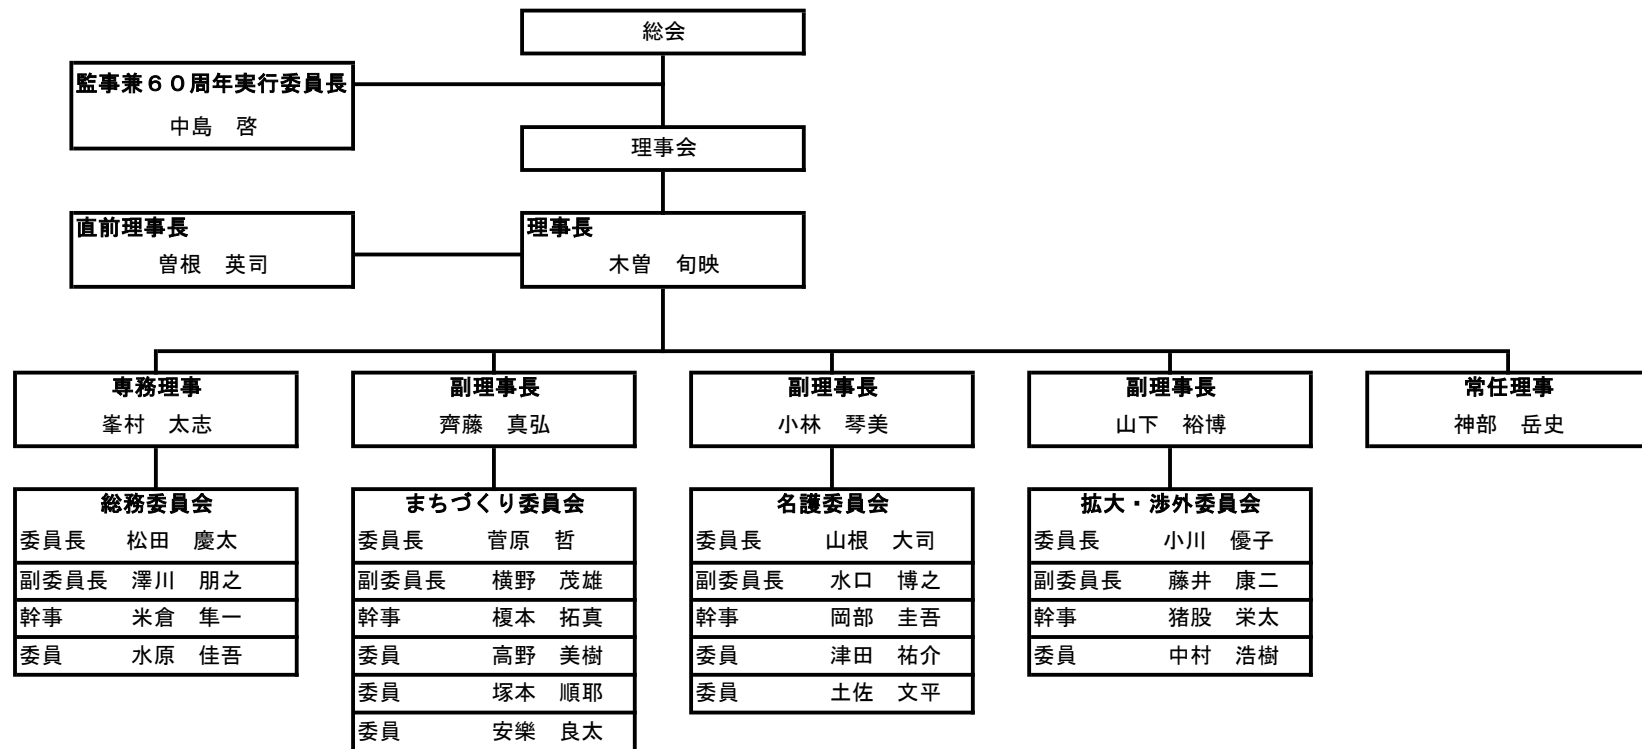 総会
監事兼６０周年実行委員長
中島　啓
理事会
直前理事長
曽根　英司
理事長
木曽　旬映
専務理事
峯村　太志
副理事長
齊藤　真弘
副理事長
小林　琴美
副理事長
山下　裕博
常任理事
神部　岳史
総務委員会
委員長　松田　慶太
副委員長　澤川　朋之
幹事　米倉　隼一
委員　水原　佳吾
まちづくり委員会
委員長　菅原　哲
副委員長　横野　茂雄
幹事　榎本　拓真
委員　高野　美樹
委員　塚本　順耶
委員　安樂　良太
名護委員会
委員長　山根　大司
副委員長　水口　博之
幹事　岡部　圭吾
委員　津田　祐介
委員　土佐　文平
拡大・渉外委員会
委員長　小川　優子
副委員長　藤井　康二
幹事　猪股　栄太
委員　中村　浩樹